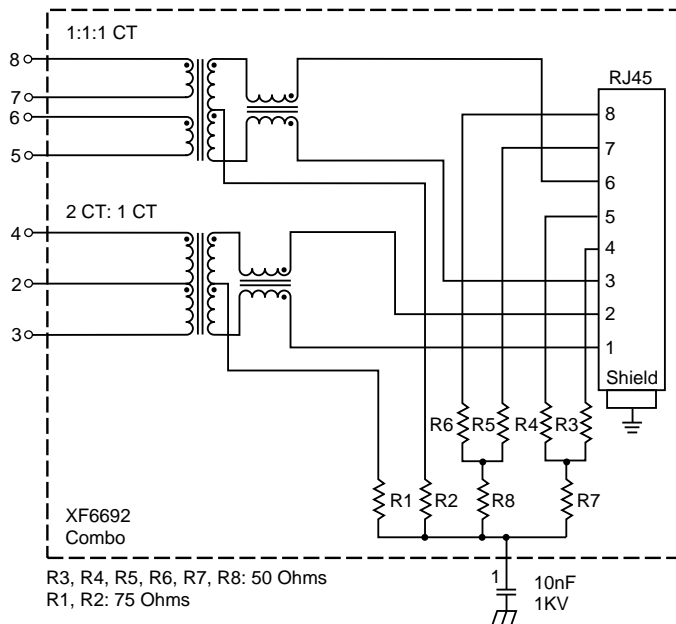 1:1:1 CT
RJ45
8
7
6
5
8
7
6
5
4
3
2
1
Shield
2 CT: 1 CT
4
2
3
R6
R5
R4
R3
R1
R2
R8
R7
XF6692
Combo
R3, R4, R5, R6, R7, R8: 50 Ohms
R1, R2: 75 Ohms
1
10nF
1KV